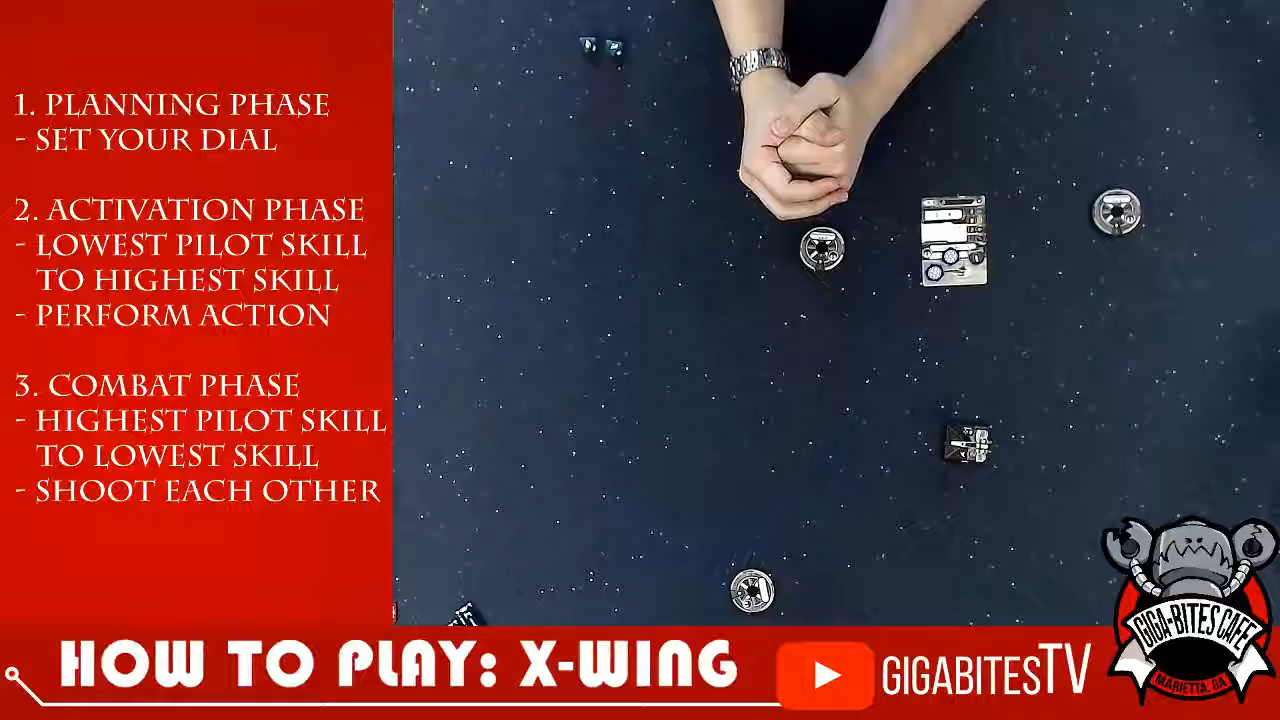 1. PLANNING PHASE
- SET YOUR DIAL
2. ACTIVATION PHASE
- LOWEST PILOT SKILL
TO HIGHEST SKILL
- PERFORM ACTION
3. COMBAT PHASE
- HIGHEST PILOT SKILL
TO LOWEST SKILL
- SHOOT EACH OTHER
HOW TO PLAY: X-WING
GIGABITESTV
GIGA-BITES CAFE
MARIETTA, GA